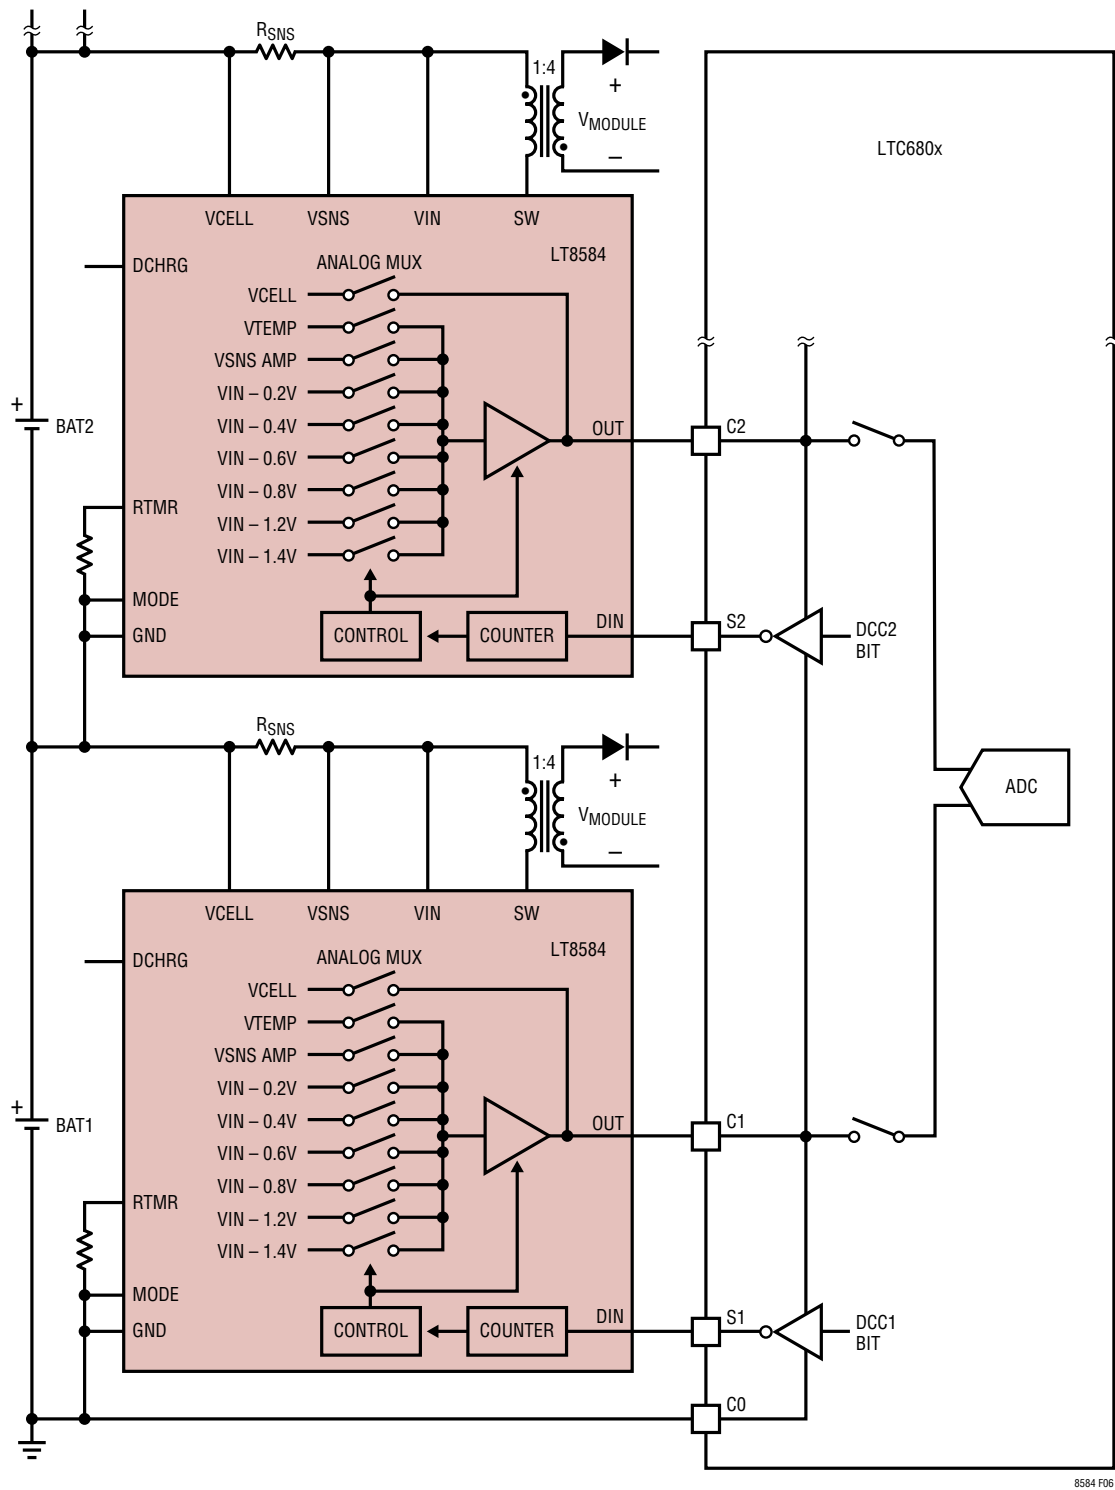 RSNS
1:4
+
VMODULE
–
LTC680x
VCELL VSNS VIN SW
LT8584
DCHRG
ANALOG MUX
VCELL
VTEMP
VSNS AMP
VIN – 0.2V
VIN – 0.4V
VIN – 0.6V
VIN – 0.8V
VIN – 1.2V
VIN – 1.4V
+
BAT2
OUT
C2
RTMR
MODE
GND
CONTROL
COUNTER
DIN
S2
DCC2
BIT
RSNS
1:4
+
VMODULE
–
ADC
VCELL VSNS VIN SW
LT8584
DCHRG
ANALOG MUX
VCELL
VTEMP
VSNS AMP
VIN – 0.2V
VIN – 0.4V
VIN – 0.6V
VIN – 0.8V
VIN – 1.2V
VIN – 1.4V
+
BAT1
OUT
C1
RTMR
MODE
GND
CONTROL
COUNTER
DIN
S1
DCC1
BIT
C0
8584 F06